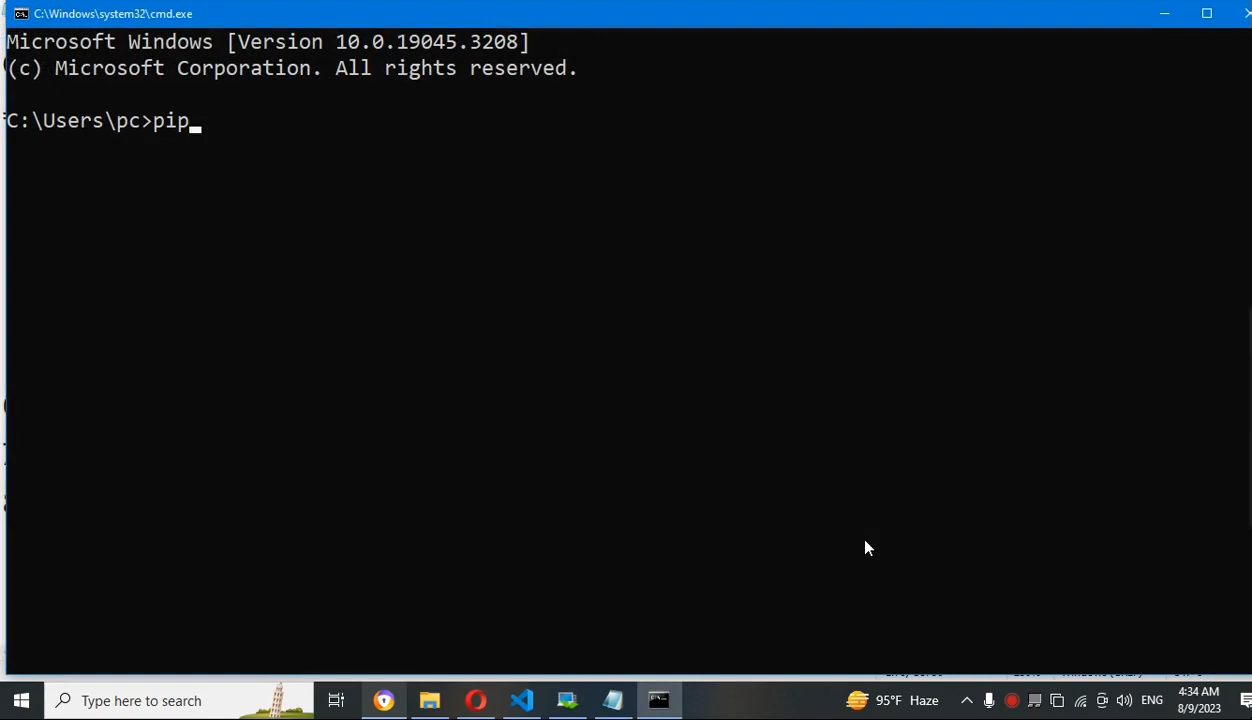 C:\Windows\system32\cmd.exe
Microsoft Windows [Version 10.0.19045.3208]
(c) Microsoft Corporation. All rights reserved.
C:\Users\pc>pip
Type here to search
95°F Haze
ENG
4:34 AM
8/9/2023